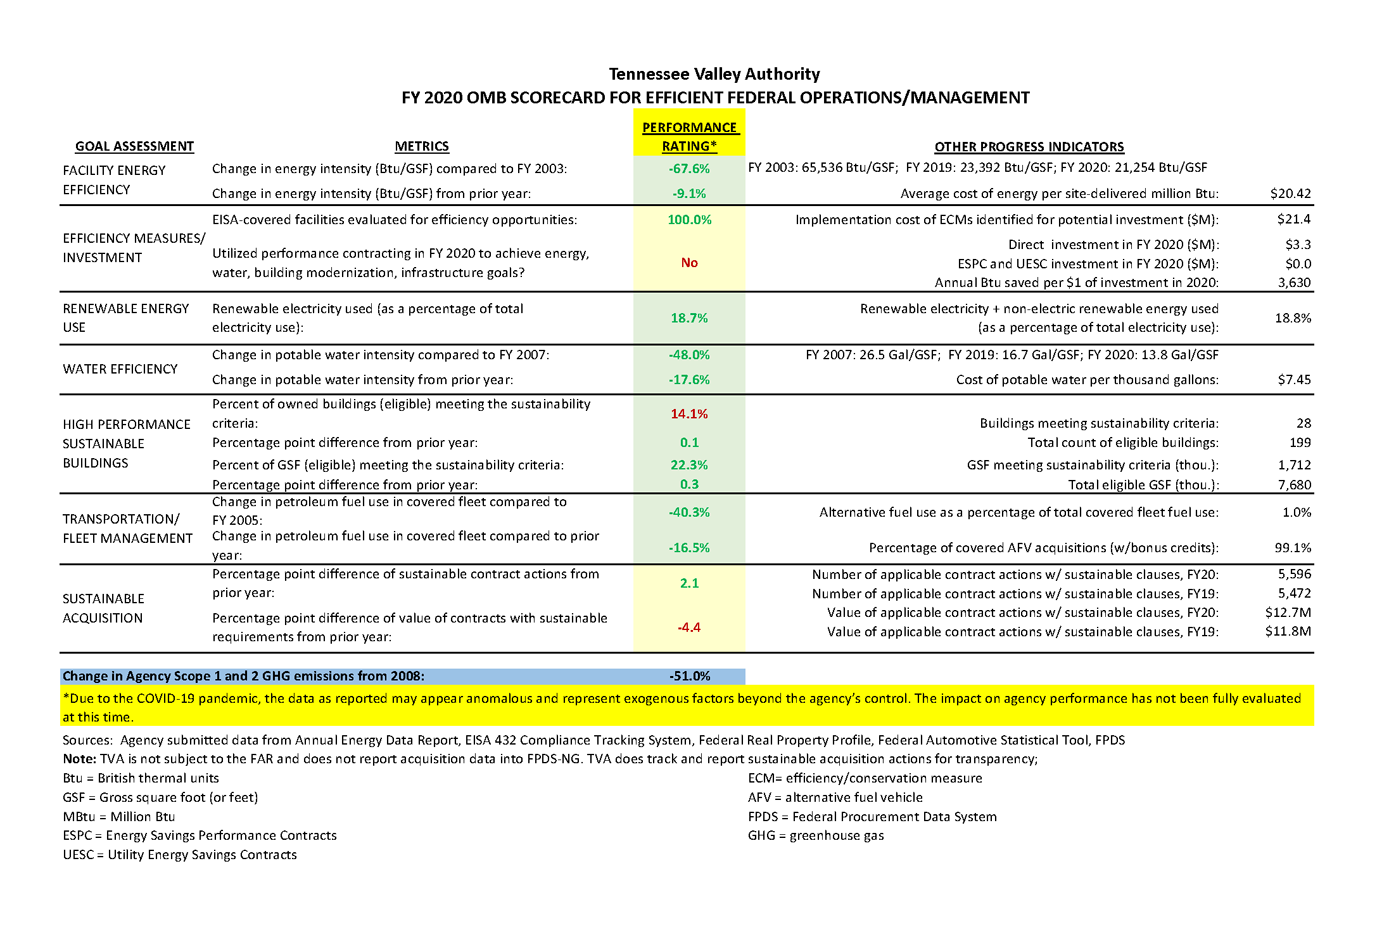 Tennessee Valley Authority
FY 2020 OMB SCORECARD FOR EFFICIENT FEDERAL OPERATIONS/MANAGEMENT
GOAL ASSESSMENT METRICS PERFORMANCE RATING* OTHER PROGRESS INDICATORS
FACILITY ENERGY EFFICIENCY
Change in energy intensity (Btu/GSF) compared to FY 2003: -67.6% FY 2003: 65,536 Btu/GSF; FY 2019: 23,392 Btu/GSF; FY 2020: 21,254 Btu/GSF
Change in energy intensity (Btu/GSF) from prior year: -9.1% Average cost of energy per site-delivered million Btu: $20.42
EFFICIENCY MEASURES/ INVESTMENT
EISA-covered facilities evaluated for efficiency opportunities: 100.0% Implementation cost of ECMs identified for potential investment ($M): $21.4
Utilized performance contracting in FY 2020 to achieve energy,
water, building modernization, infrastructure goals? No
Direct investment in FY 2020 ($M): $3.3
ESPC and UESC investment in FY 2020 ($M): $0.0
Annual Btu saved per $1 of investment in 2020: 3,630
RENEWABLE ENERGY USE
Renewable electricity used (as a percentage of total
electricity use): 18.7%
Renewable electricity + non-electric renewable energy used
(as a percentage of total electricity use): 18.8%
WATER EFFICIENCY
Change in potable water intensity compared to FY 2007: -48.0% FY 2007: 26.5 Gal/GSF; FY 2019: 16.7 Gal/GSF; FY 2020: 13.8 Gal/GSF
Change in potable water intensity from prior year: -17.6% Cost of potable water per thousand gallons: $7.45
HIGH PERFORMANCE SUSTAINABLE BUILDINGS
Percent of owned buildings (eligible) meeting the sustainability
criteria: 14.1% Buildings meeting sustainability criteria: 28
Percentage point difference from prior year: 0.1 Total count of eligible buildings: 199
Percent of GSF (eligible) meeting the sustainability criteria: 22.3% GSF meeting sustainability criteria (thou.): 1,712
Percentage point difference from prior year: 0.3 Total eligible GSF (thou.): 7,680
TRANSPORTATION/ FLEET MANAGEMENT
Change in petroleum fuel use in covered fleet compared to
FY 2005: -40.3% Alternative fuel use as a percentage of total covered fleet fuel use: 1.0%
Change in petroleum fuel use in covered fleet compared to prior
year: -16.5% Percentage of covered AFV acquisitions (w/bonus credits): 99.1%
SUSTAINABLE ACQUISITION
Percentage point difference of sustainable contract actions from
prior year: 2.1
Number of applicable contract actions w/ sustainable clauses, FY20: 5,596
Number of applicable contract actions w/ sustainable clauses, FY19: 5,472
Percentage point difference of value of contracts with sustainable
requirements from prior year: -4.4
Value of applicable contract actions w/ sustainable clauses, FY20: $12.7M
Value of applicable contract actions w/ sustainable clauses, FY19: $11.8M
Change in Agency Scope 1 and 2 GHG emissions from 2008: -51.0%
*Due to the COVID-19 pandemic, the data as reported may appear anomalous and represent exogenous factors beyond the agency's control. The impact on agency performance has not been fully evaluated
at this time.
Sources: Agency submitted data from Annual Energy Data Report, EISA 432 Compliance Tracking System, Federal Real Property Profile, Federal Automotive Statistical Tool, FPDS
Note: TVA is not subject to the FAR and does not report acquisition data into FPDS-NG. TVA does track and report sustainable acquisition actions for transparency;
Btu = British thermal units ECM= efficiency/conservation measure
GSF = Gross square foot (or feet) AFV = alternative fuel vehicle
MBtu = Million Btu FPDS = Federal Procurement Data System
ESPC = Energy Savings Performance Contracts GHG = greenhouse gas
UESC = Utility Energy Savings Contracts